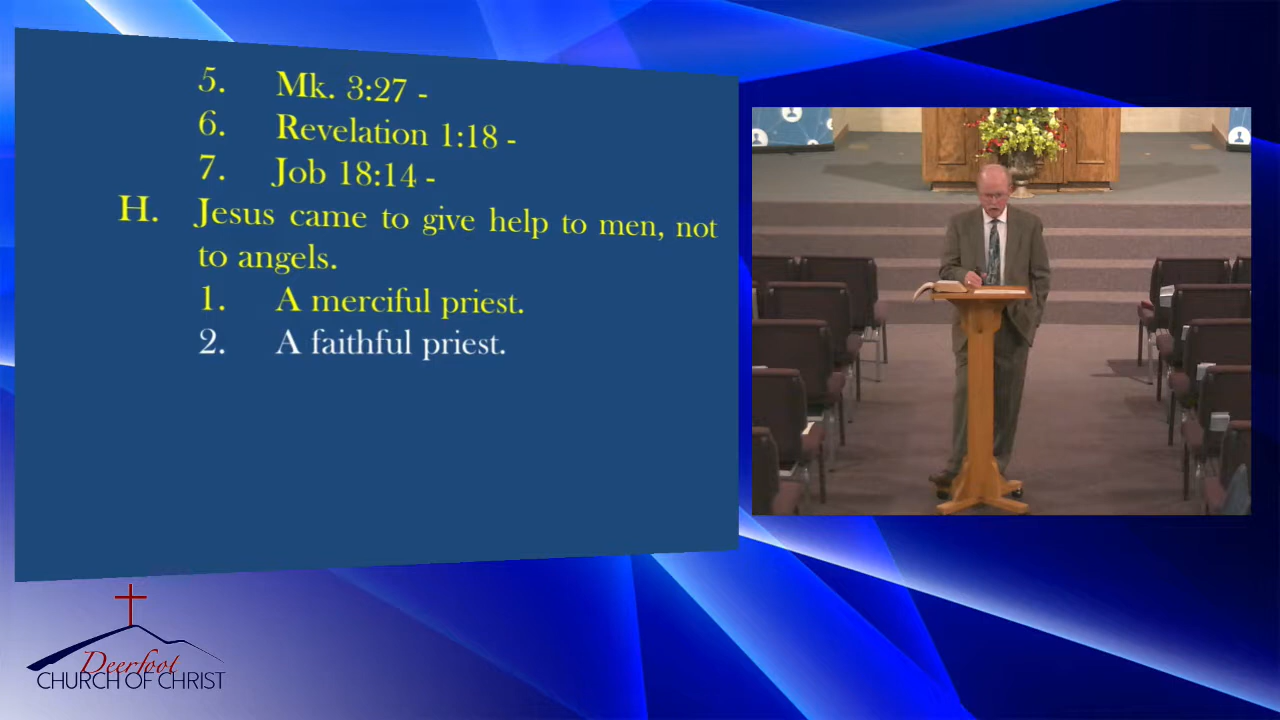 5. Mk. 3:27 -
6. Revelation 1:18 -
7. Job 18:14 -
H. Jesus came to give help to men, not
to angels.
1. A merciful priest.
2. A faithful priest.
Deerfoot
CHURCH OF CHRIST